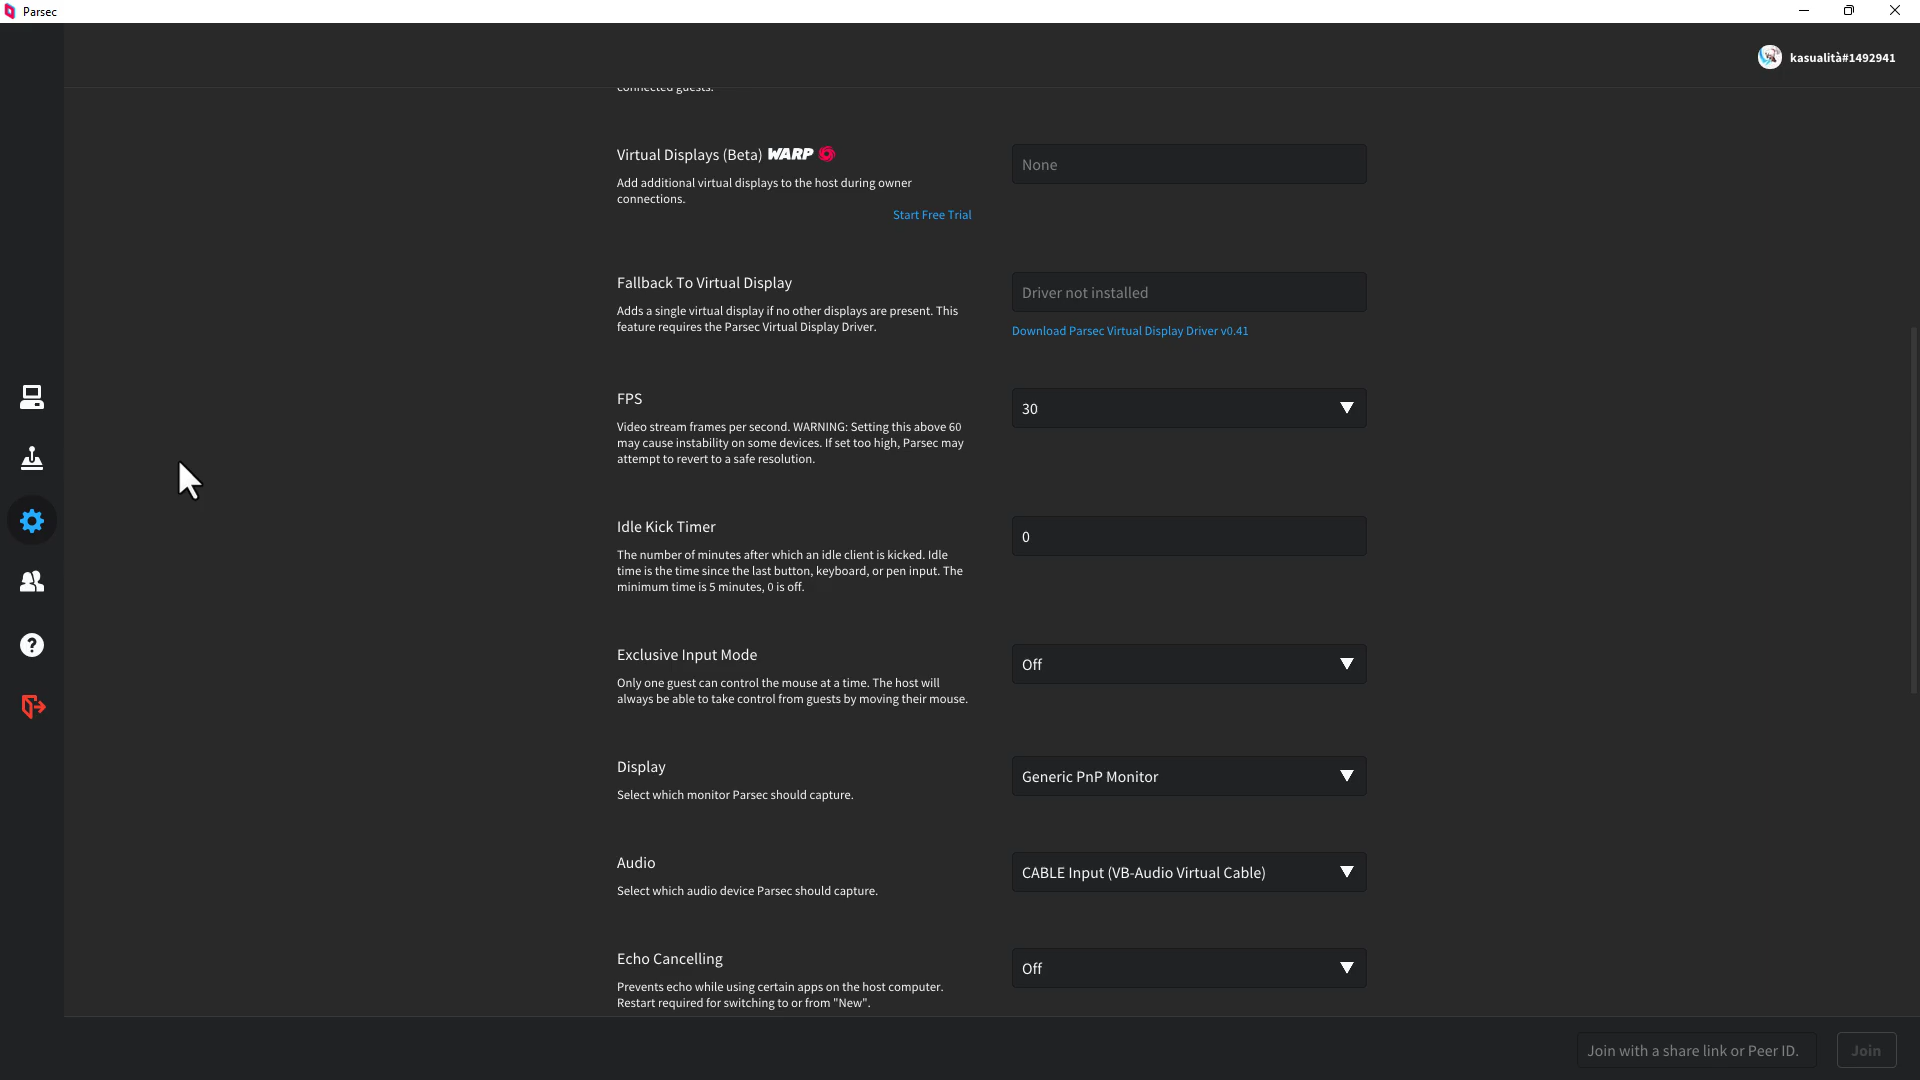 Parsec
kasualità#1492941
connected guests.
Virtual Displays (Beta) WARP
None
Add additional virtual displays to the host during owner
connections.
Start Free Trial
Fallback To Virtual Display
Driver not installed
Adds a single virtual display if no other displays are present. This
feature requires the Parsec Virtual Display Driver.
Download Parsec Virtual Display Driver v0.41
FPS
30
Video stream frames per second. WARNING: Setting this above 60
may cause instability on some devices. If set too high, Parsec may
attempt to revert to a safe resolution.
Idle Kick Timer
0
The number of minutes after which an idle client is kicked. Idle
time is the time since the last button, keyboard, or pen input. The
minimum time is 5 minutes, 0 is off.
Exclusive Input Mode
Off
Only one guest can control the mouse at a time. The host will
always be able to take control from guests by moving their mouse.
Display
Generic PnP Monitor
Select which monitor Parsec should capture.
Audio
CABLE Input (VB-Audio Virtual Cable)
Select which audio device Parsec should capture.
Echo Cancelling
Off
Prevents echo while using certain apps on the host computer.
Restart required for switching to or from "New".
Join with a share link or Peer ID.
Join